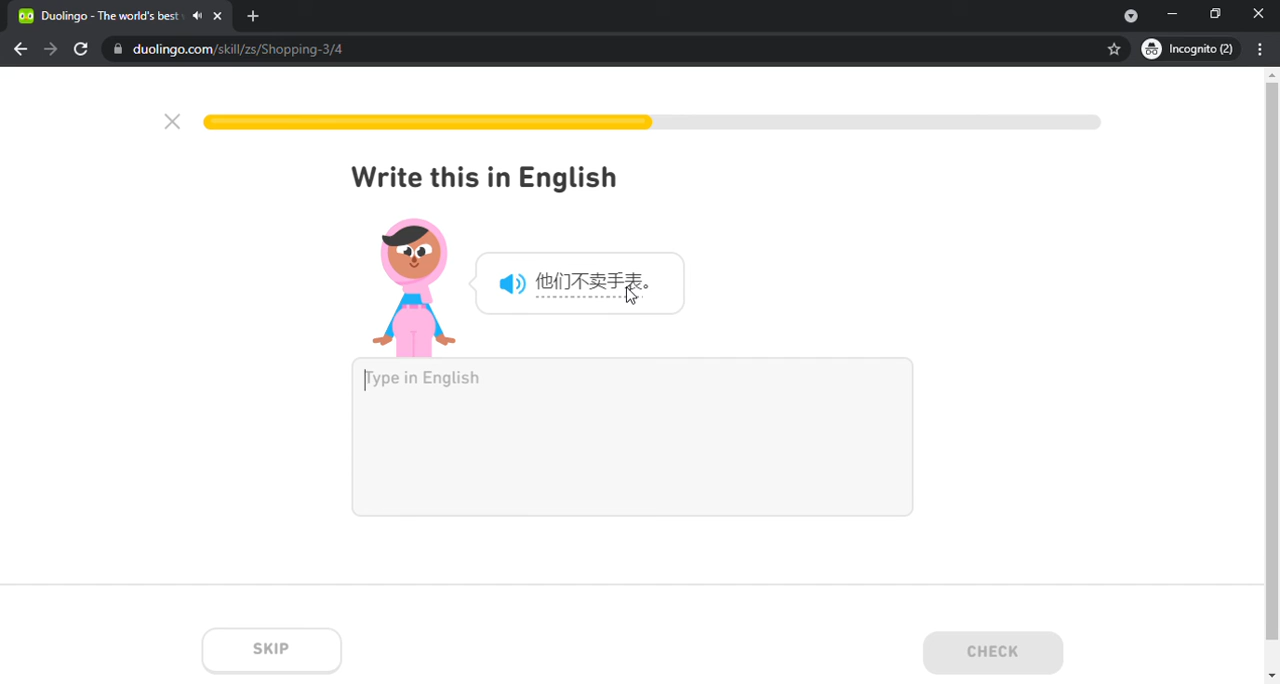 Duolingo - The world's best
duolingo.com/skill/zs/Shopping-3/4
Incognito (2)
Write this in English
他们不卖手表。
Type in English
SKIP
CHECK